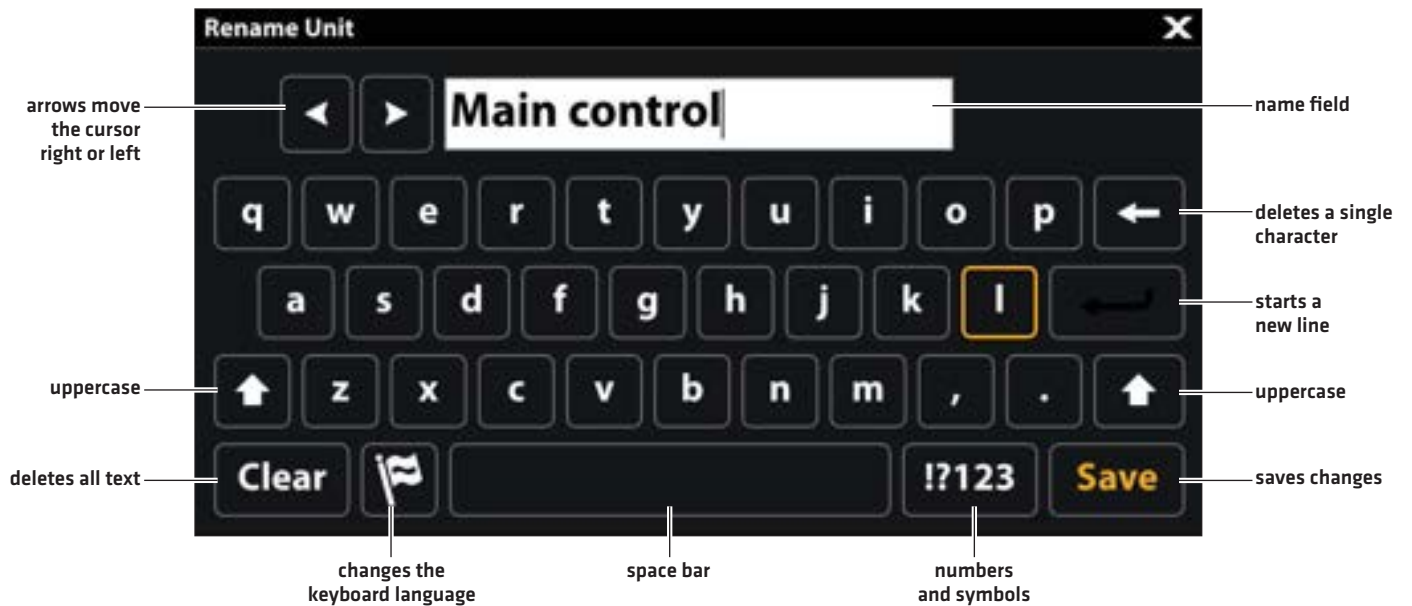 Rename Unit X
arrows move
the cursor
right or left
Main control
name field
q w e r t y u i o p
deletes a single
character
a s d f g h j k l
starts a
new line
uppercase
z x c v b n m , .
uppercase
deletes all text
Clear
!?123
Save
saves changes
changes the
keyboard language
space bar
numbers
and symbols